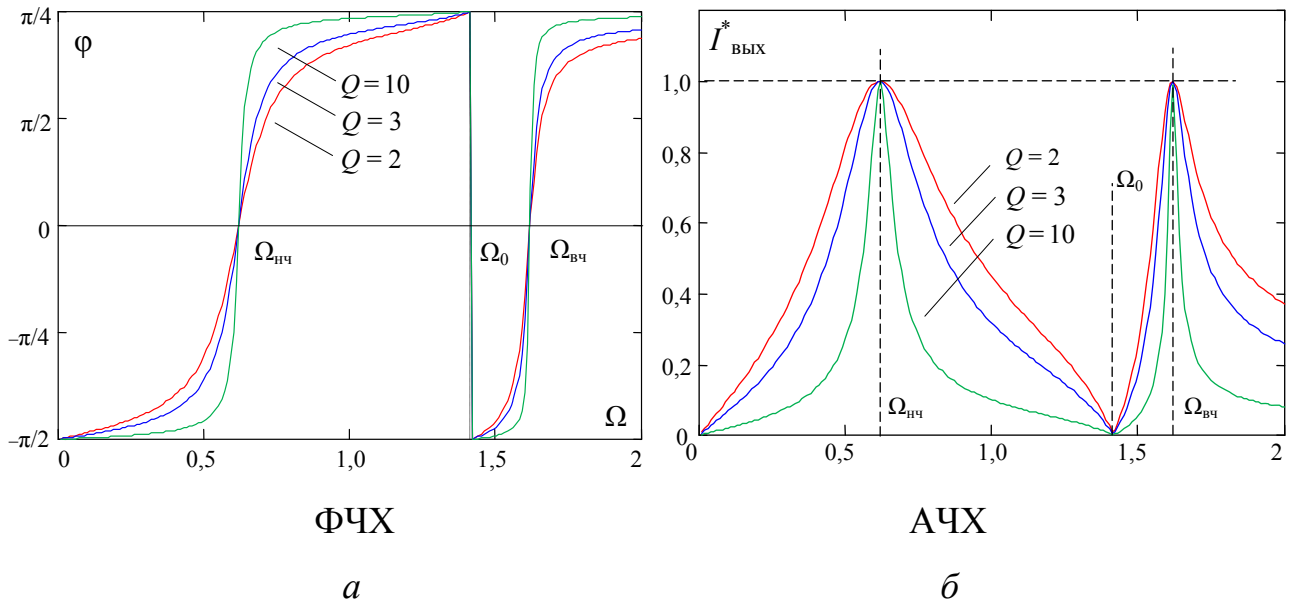 π/4
φ
π/2
0
–π/4
–π/2
Q = 10
Q = 3
Q = 2
Ωнч
Ω0
Ωвч
Ω
0
0,5
1,0
1,5
2
ФЧХ
а
I*вых
1,0
0,8
0,6
0,4
0,2
0
Q = 2
Q = 3
Q = 10
Ω0
Ωнч
Ωвч
0
0,5
1,0
1,5
2
АЧХ
б